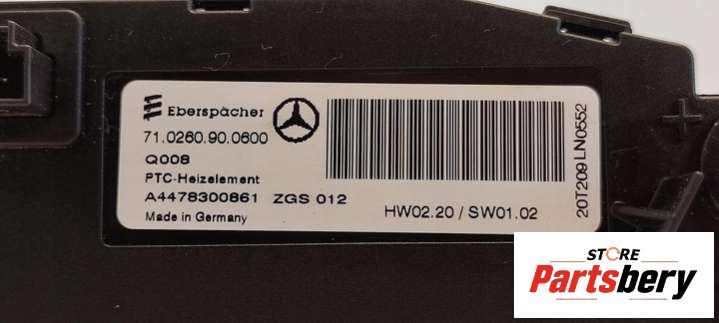 Eberspächer
71.0260.90.0600
Q008
PTC-Heizelement
A4478300861 ZGS 012
Made in Germany
HW02.20 / SW01.02
20T209LN0552
STORE
Partsbery